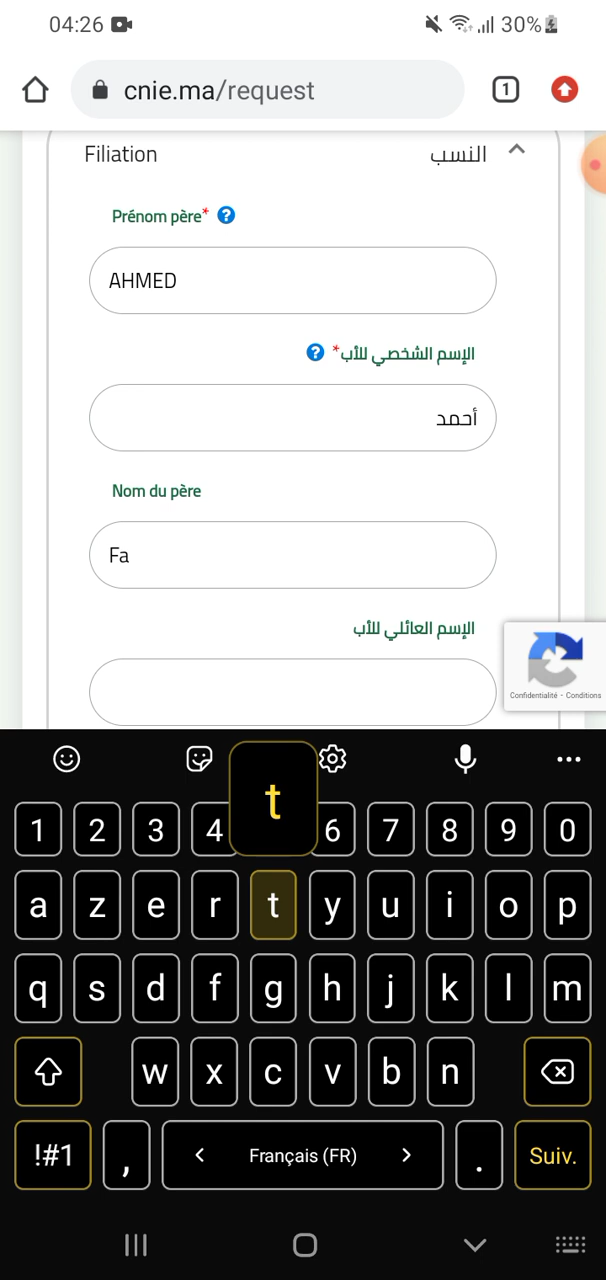 04:26 30%
cnie.ma/request 1
Filiation النسب
Prénom père*
AHMED
الإسم الشخصي للأب*
أحمد
Nom du père
Fa
الإسم العائلي للأب
Confidentialité - Conditions
t
1 2 3 4 6 7 8 9 0
a z e r t y u i o p
q s d f g h j k l m
w x c v b n
!#1 , < Français (FR) > . Suiv.